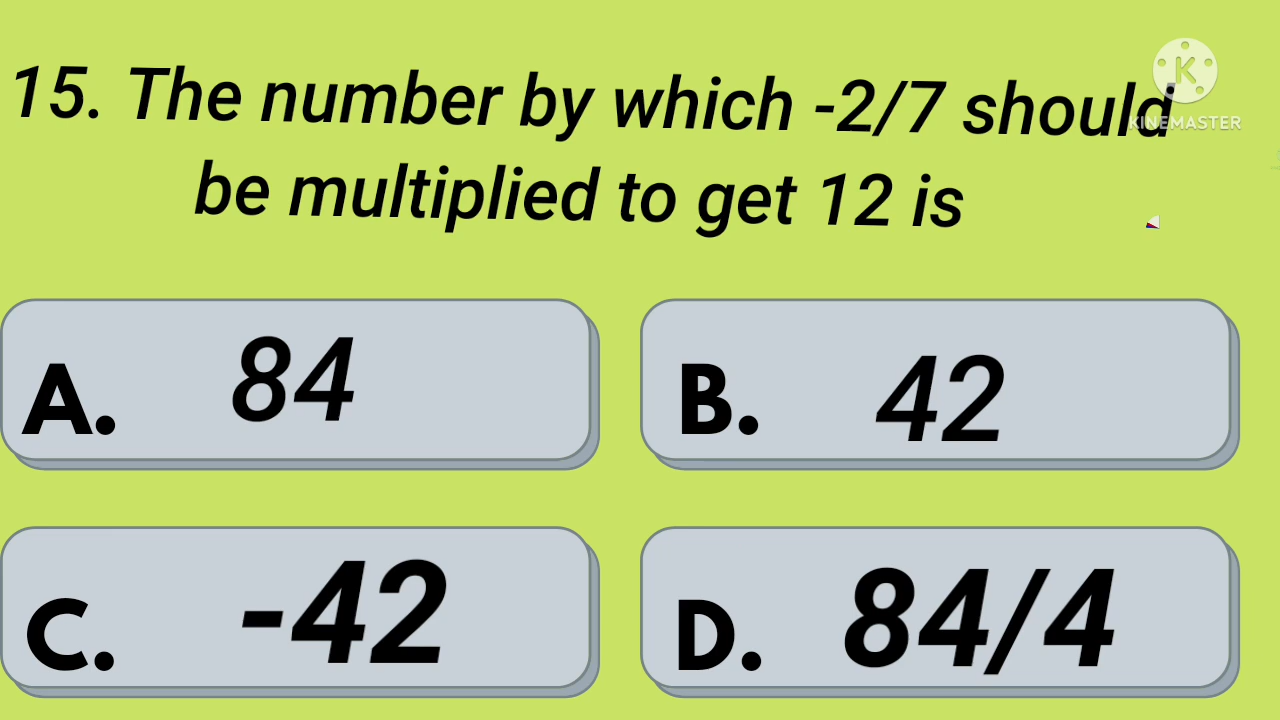 15. The number by which -2/7 should
KINEMASTER
be multiplied to get 12 is
A. 84
B. 42
C. -42
D. 84/4